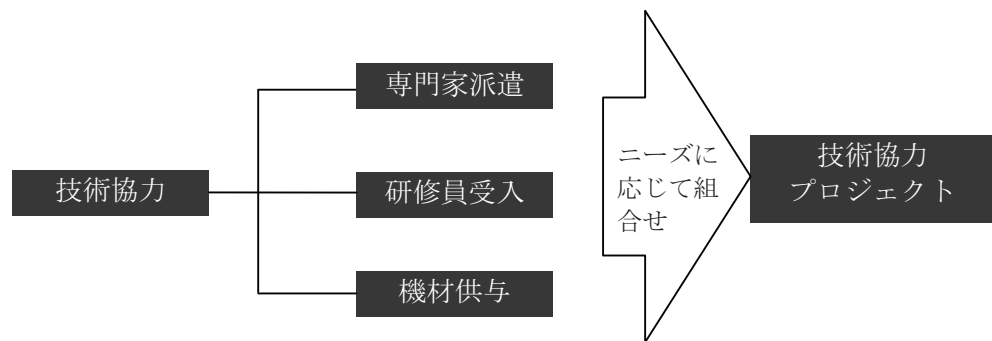 技術協力
専門家派遣
研修員受入
機材供与
ニーズに
応じて組
合せ
技術協力
プロジェクト